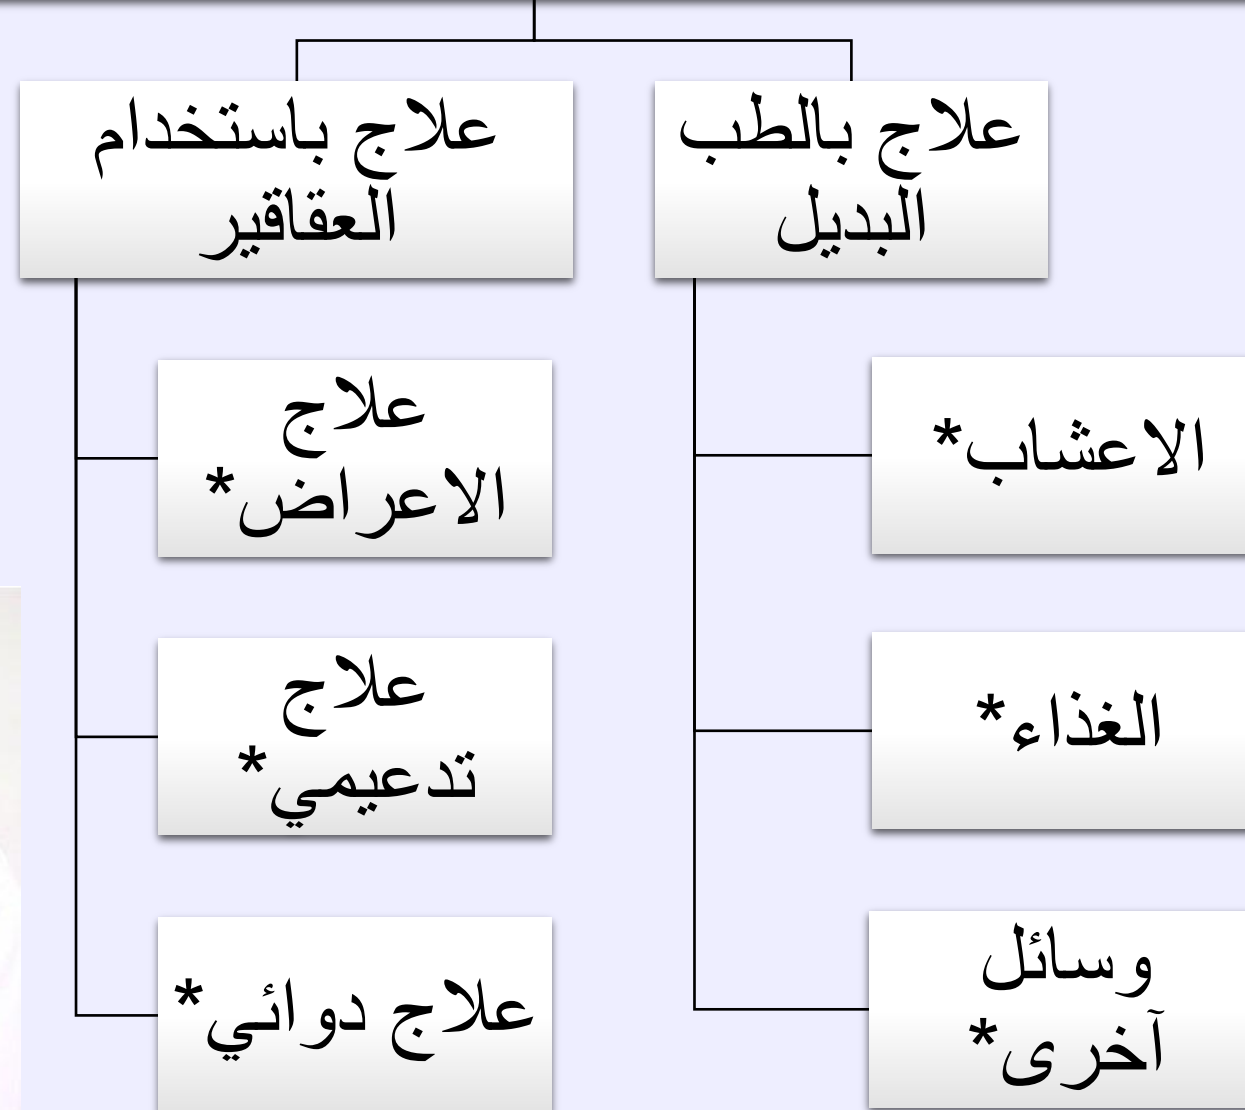 علاج بالطب
البديل
الاعشاب*
الغذاء*
وسائل
آخرى*
علاج باستخدام
العقاقير
علاج
الاعراض*
علاج
تدعيمي*
علاج دوائي*